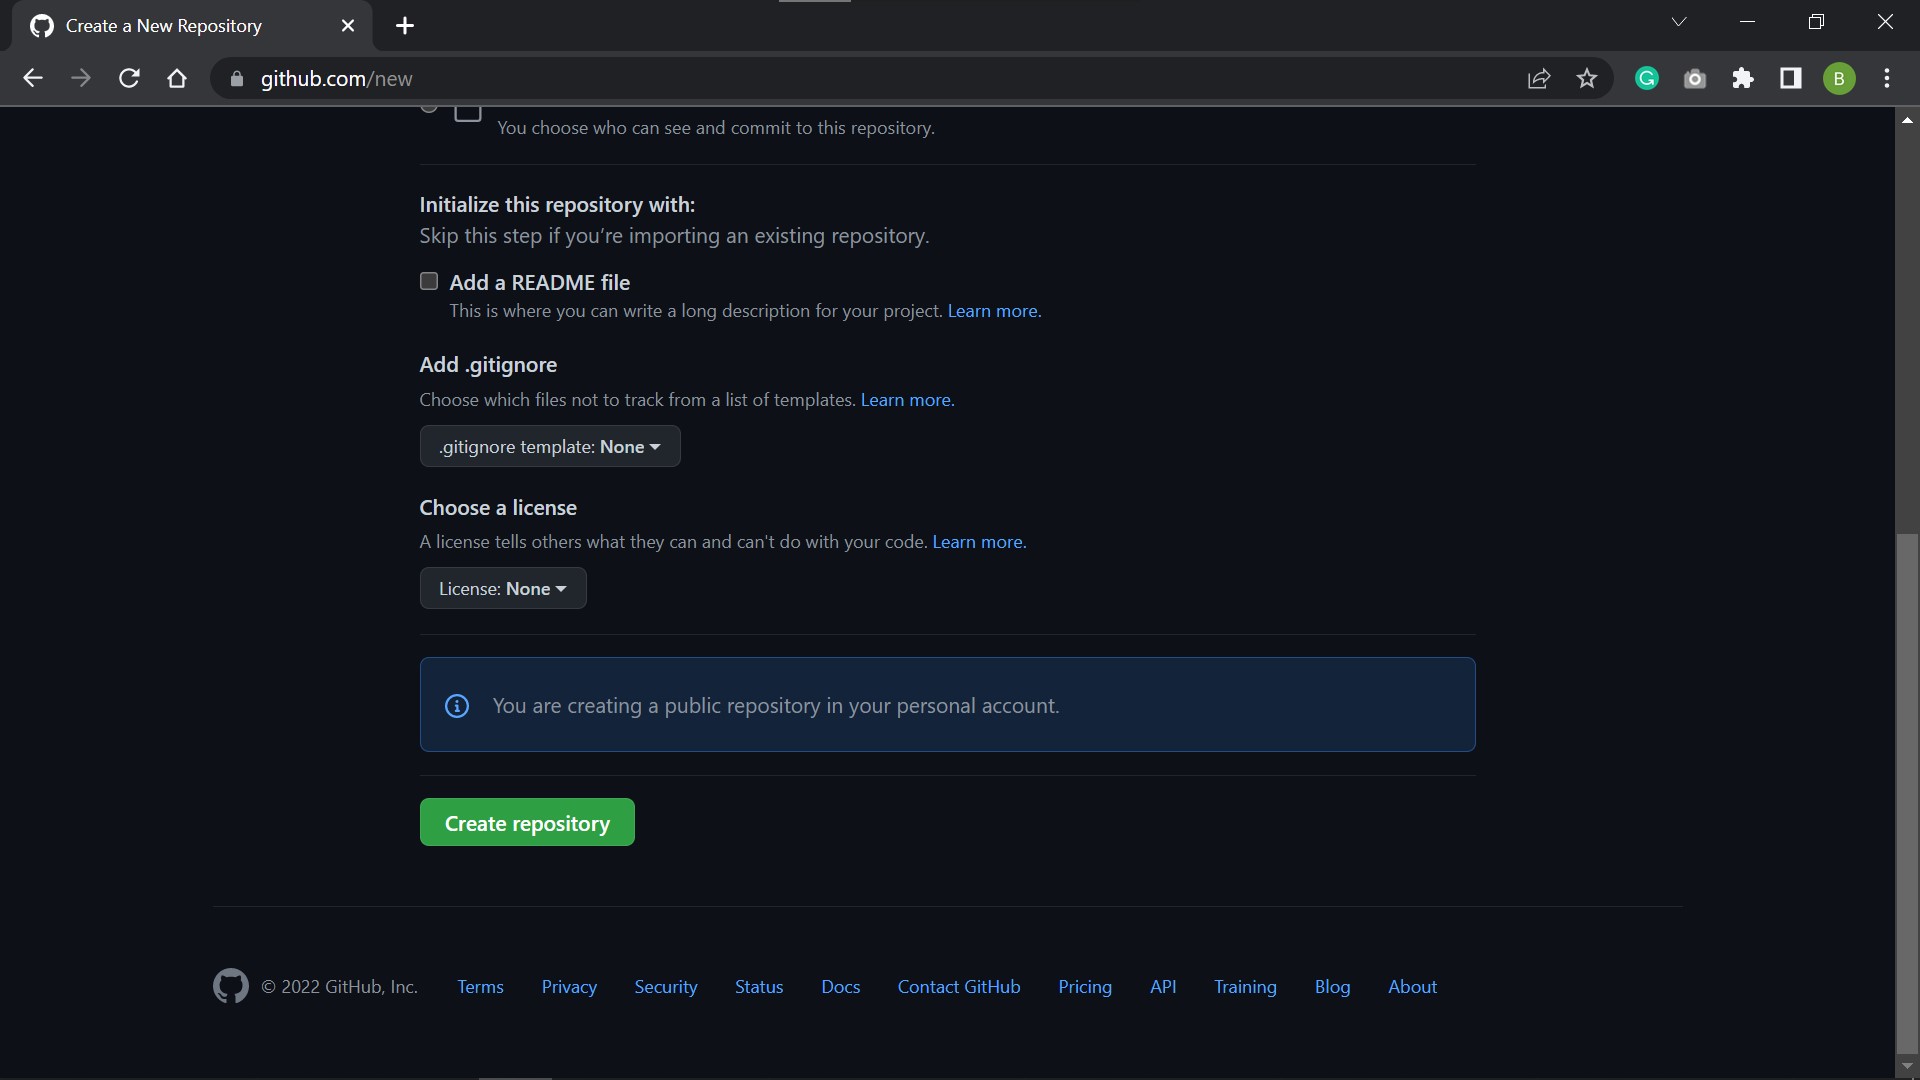 Create a New Repository
github.com/new
B
You choose who can see and commit to this repository.
Initialize this repository with:
Skip this step if you’re importing an existing repository.
Add a README file
This is where you can write a long description for your project. Learn more.
Add .gitignore
Choose which files not to track from a list of templates. Learn more.
.gitignore template: None
Choose a license
A license tells others what they can and can't do with your code. Learn more.
License: None
You are creating a public repository in your personal account.
Create repository
© 2022 GitHub, Inc. Terms Privacy Security Status Docs Contact GitHub Pricing API Training Blog About